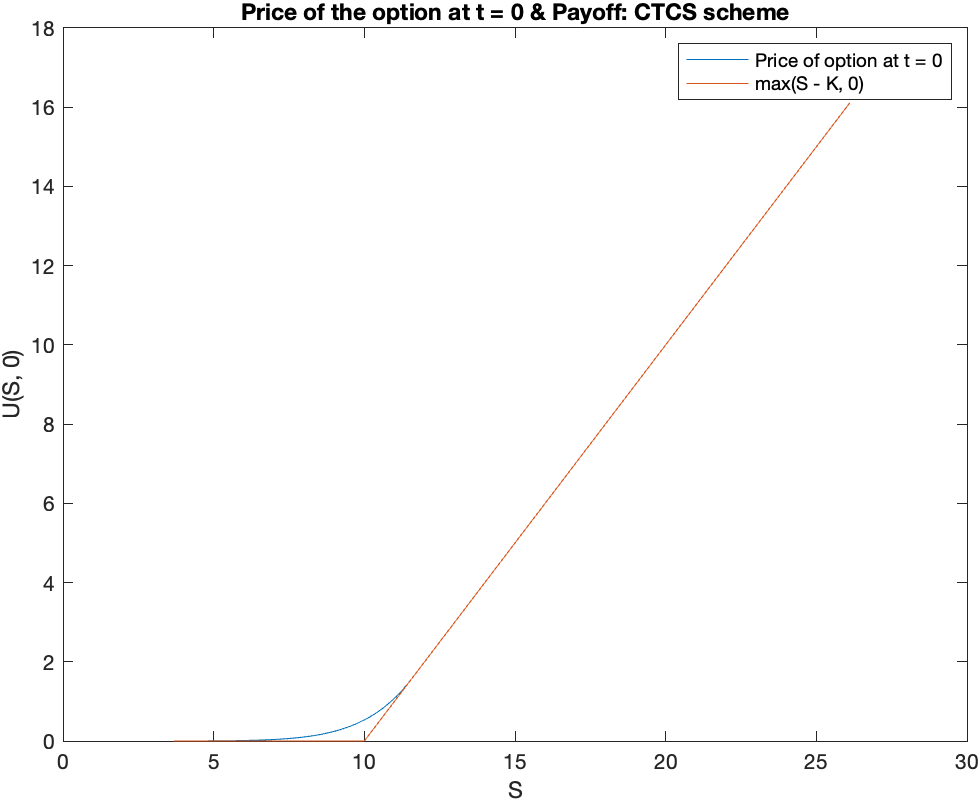 Price of the option at t = 0 & Payoff: CTCS scheme
18
16
14
12
10
8
6
4
2
0
U(S, 0)
Price of option at t = 0
max(S - K, 0)
0 5 10 15 20 25 30
S